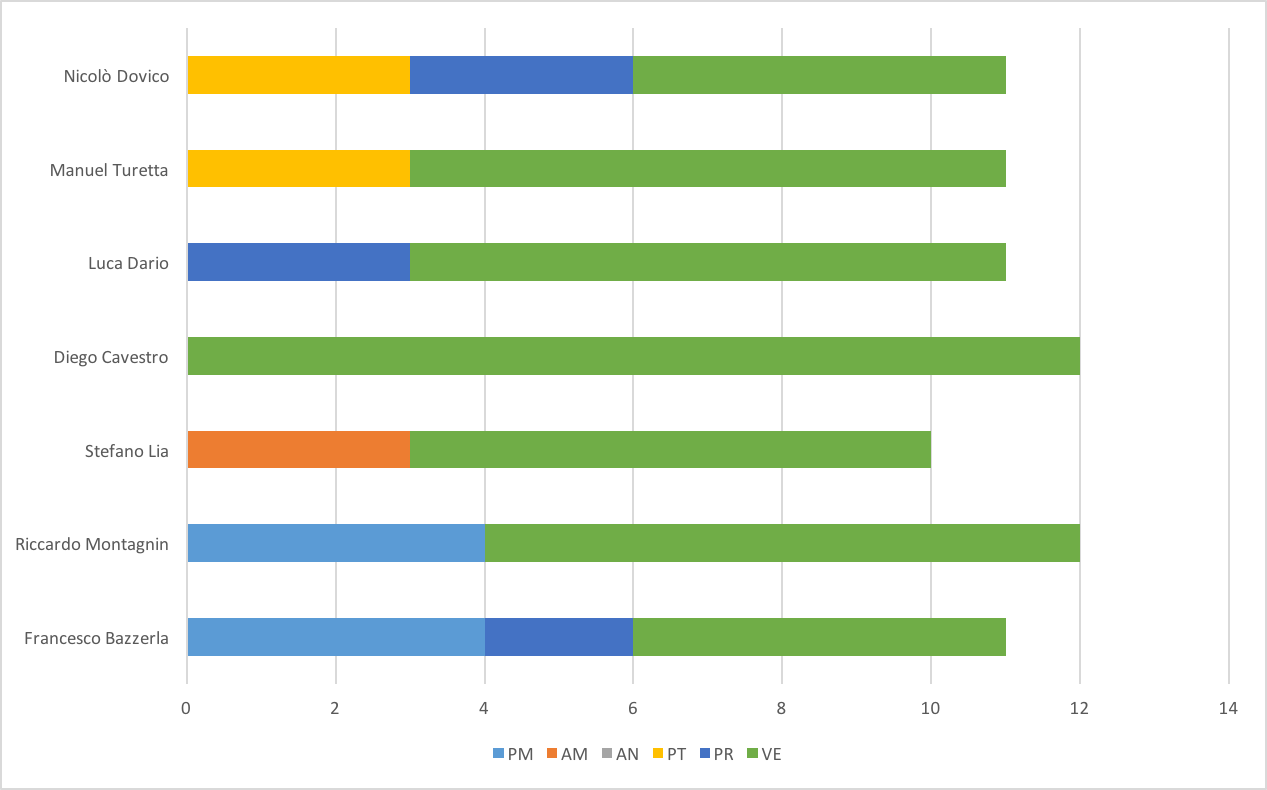 Nicolò Dovico
Manuel Turetta
Luca Dario
Diego Cavestro
Stefano Lia
Riccardo Montagnin
Francesco Bazzerla
0 2 4 6 8 10 12 14
PM AM AN PT PR VE